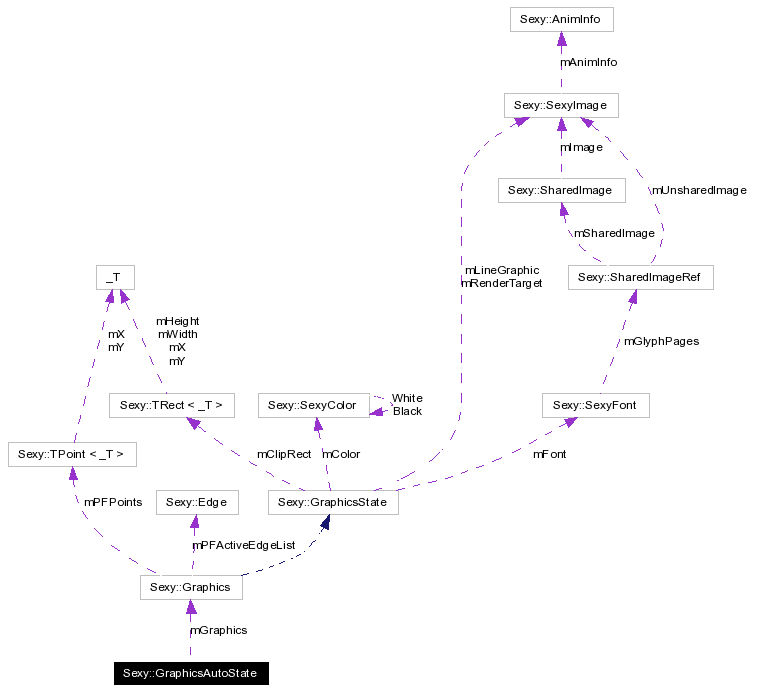 Sexy::AnimInfo
mAnimInfo
Sexy::SexyImage
mImage
Sexy::SharedImage
mUnsharedImage
mSharedImage
mLineGraphic
mRenderTarget
Sexy::SharedImageRef
_T
mX
mY
mHeight
mWidth
mX
mY
mGlyphPages
Sexy::TRect < _T >
Sexy::SexyColor
White
Black
Sexy::SexyFont
Sexy::TPoint < _T >
mClipRect
mColor
mFont
mPFPoints
Sexy::Edge
Sexy::GraphicsState
mPFActiveEdgeList
Sexy::Graphics
mGraphics
Sexy::GraphicsAutoState